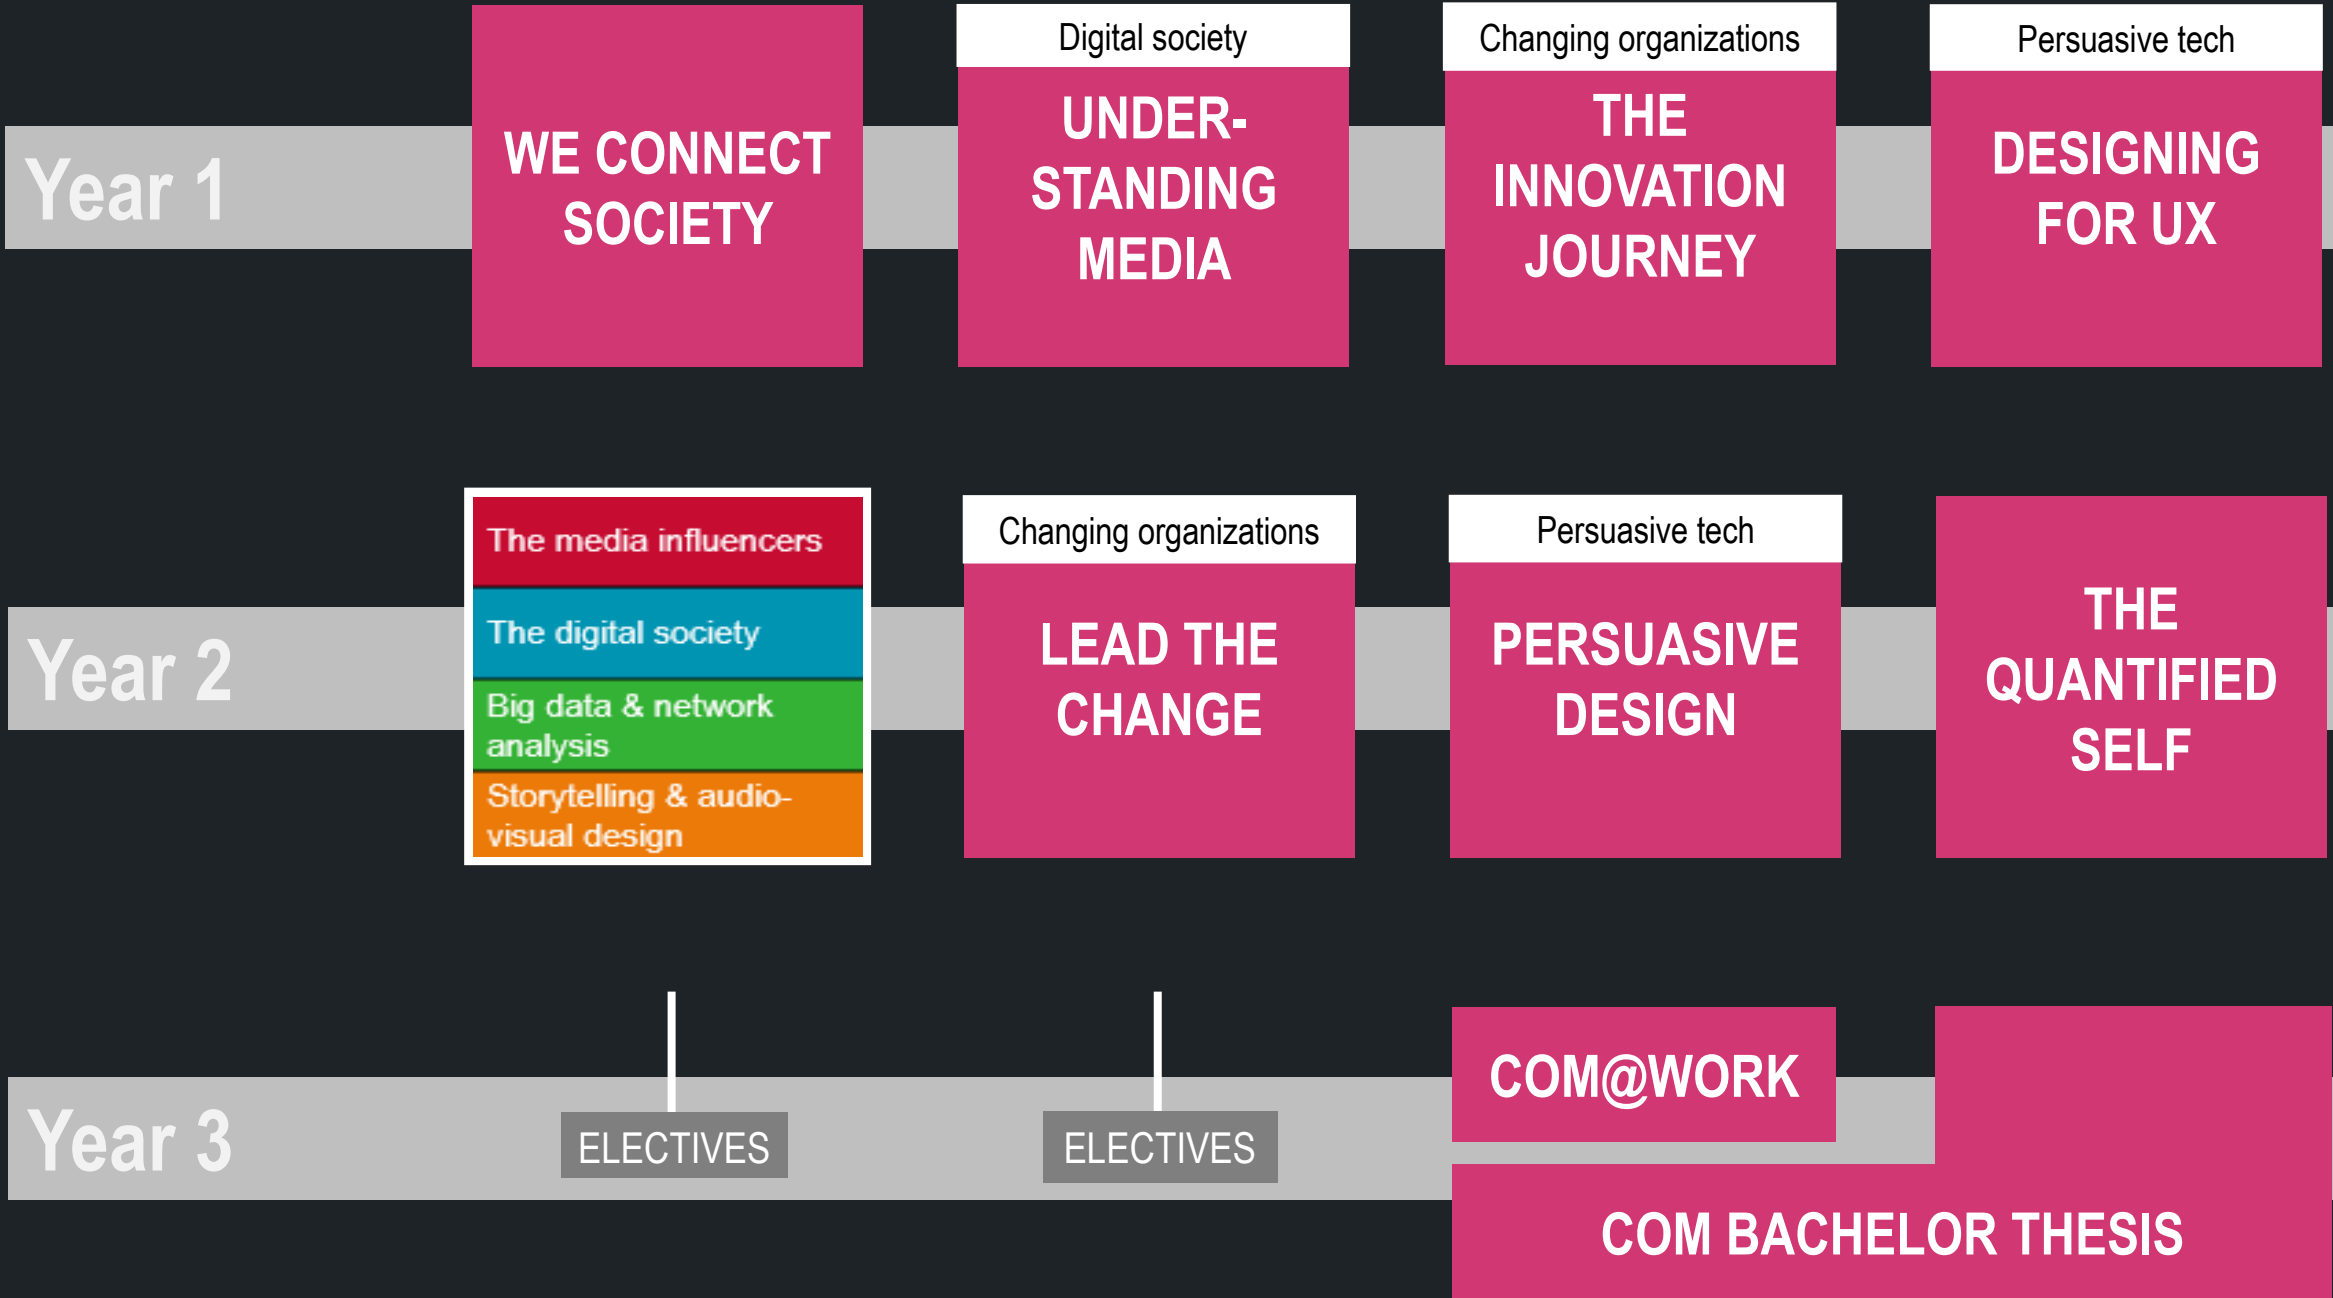 Year 1
WE CONNECT
SOCIETY
Digital society
UNDER-
STANDING
MEDIA
Changing organizations
THE
INNOVATION
JOURNEY
Persuasive tech
DESIGNING
FOR UX
Year 2
The media influencers
The digital society
Big data & network
analysis
Storytelling & audio-
visual design
Changing organizations
LEAD THE
CHANGE
Persuasive tech
PERSUASIVE
DESIGN
THE
QUANTIFIED
SELF
Year 3
ELECTIVES
ELECTIVES
COM@WORK
COM BACHELOR THESIS